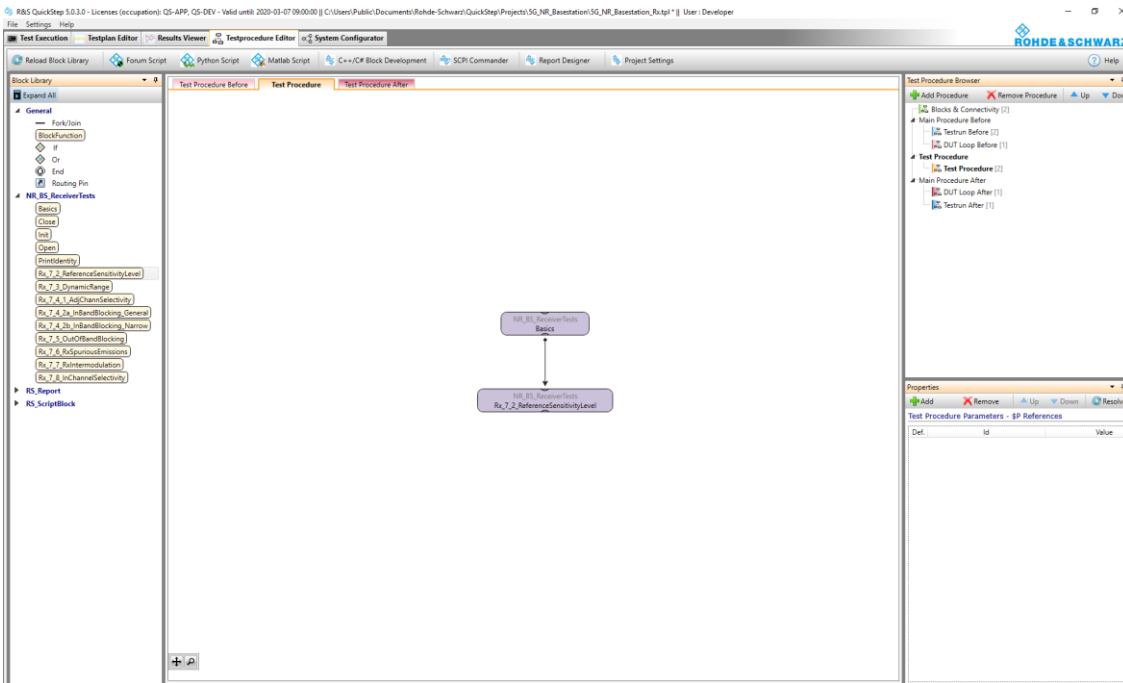 R&S QuickStep 5.0.3.0 - Licenses (occupation): QS-APP, QS-DEV - Valid until: 2020-03-07 09:00:00 || C:\Users\Public\Documents\Rohde-Schwarz\QuickStep\Projects\5G_NR_Basestation\5G_NR_Basestation_Rx.tpl * || User : Developer
File Settings Help
Test Execution Testplan Editor Results Viewer Testprocedure Editor System Configurator
ROHDE&SCHWARZ
Reload Block Library Forum Script Python Script Matlab Script C++/C# Block Development SCPI Commander Report Designer Project Settings Help
Block Library
Expand All
General
Fork/Join
BlockFunction
If
Or
End
Routing Pin
NR_BS_ReceiverTests
Basics
Close
Init
Open
PrintIdentity
Rx_7_2_ReferenceSensitivityLevel
Rx_7_3_DynamicRange
Rx_7_4_1_AdjChannSelectivity
Rx_7_4_2a_InBandBlocking_General
Rx_7_4_2b_InBandBlocking_Narrow
Rx_7_5_OutOfBandBlocking
Rx_7_6_RxSpuriousEmissions
Rx_7_7_RxIntermodulation
Rx_7_8_InChannelSelectivity
RS_Report
RS_ScriptBlock
Test Procedure Before Test Procedure Test Procedure After
NR_BS_ReceiverTests
Basics
NR_BS_ReceiverTests
Rx_7_2_ReferenceSensitivityLevel
Test Procedure Browser
Add Procedure Remove Procedure Up Dow
Blocks & Connectivity [2]
Main Procedure Before
Testrun Before [2]
DUT Loop Before [1]
Test Procedure
Test Procedure [2]
Main Procedure After
DUT Loop After [1]
Testrun After [1]
Properties
Add Remove Up Down Resolv
Test Procedure Parameters - $P References
Def. Id Value